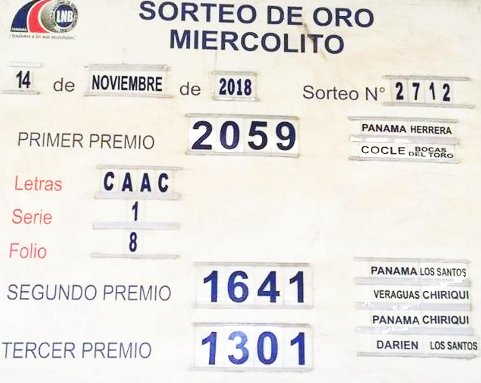 LNB
SORTEO DE ORO
MIERCOLITO
14 de NOVIEMBRE de 2018 Sorteo N° 2712
PRIMER PREMIO 2059
PANAMA HERRERA
COCLE BOCAS DEL TORO
Letras CAAC
Serie 1
Folio 8
SEGUNDO PREMIO 1641
PANAMA LOS SANTOS
VERAGUAS CHIRIQUI
TERCER PREMIO 1301
PANAMA CHIRIQUI
DARIEN LOS SANTOS